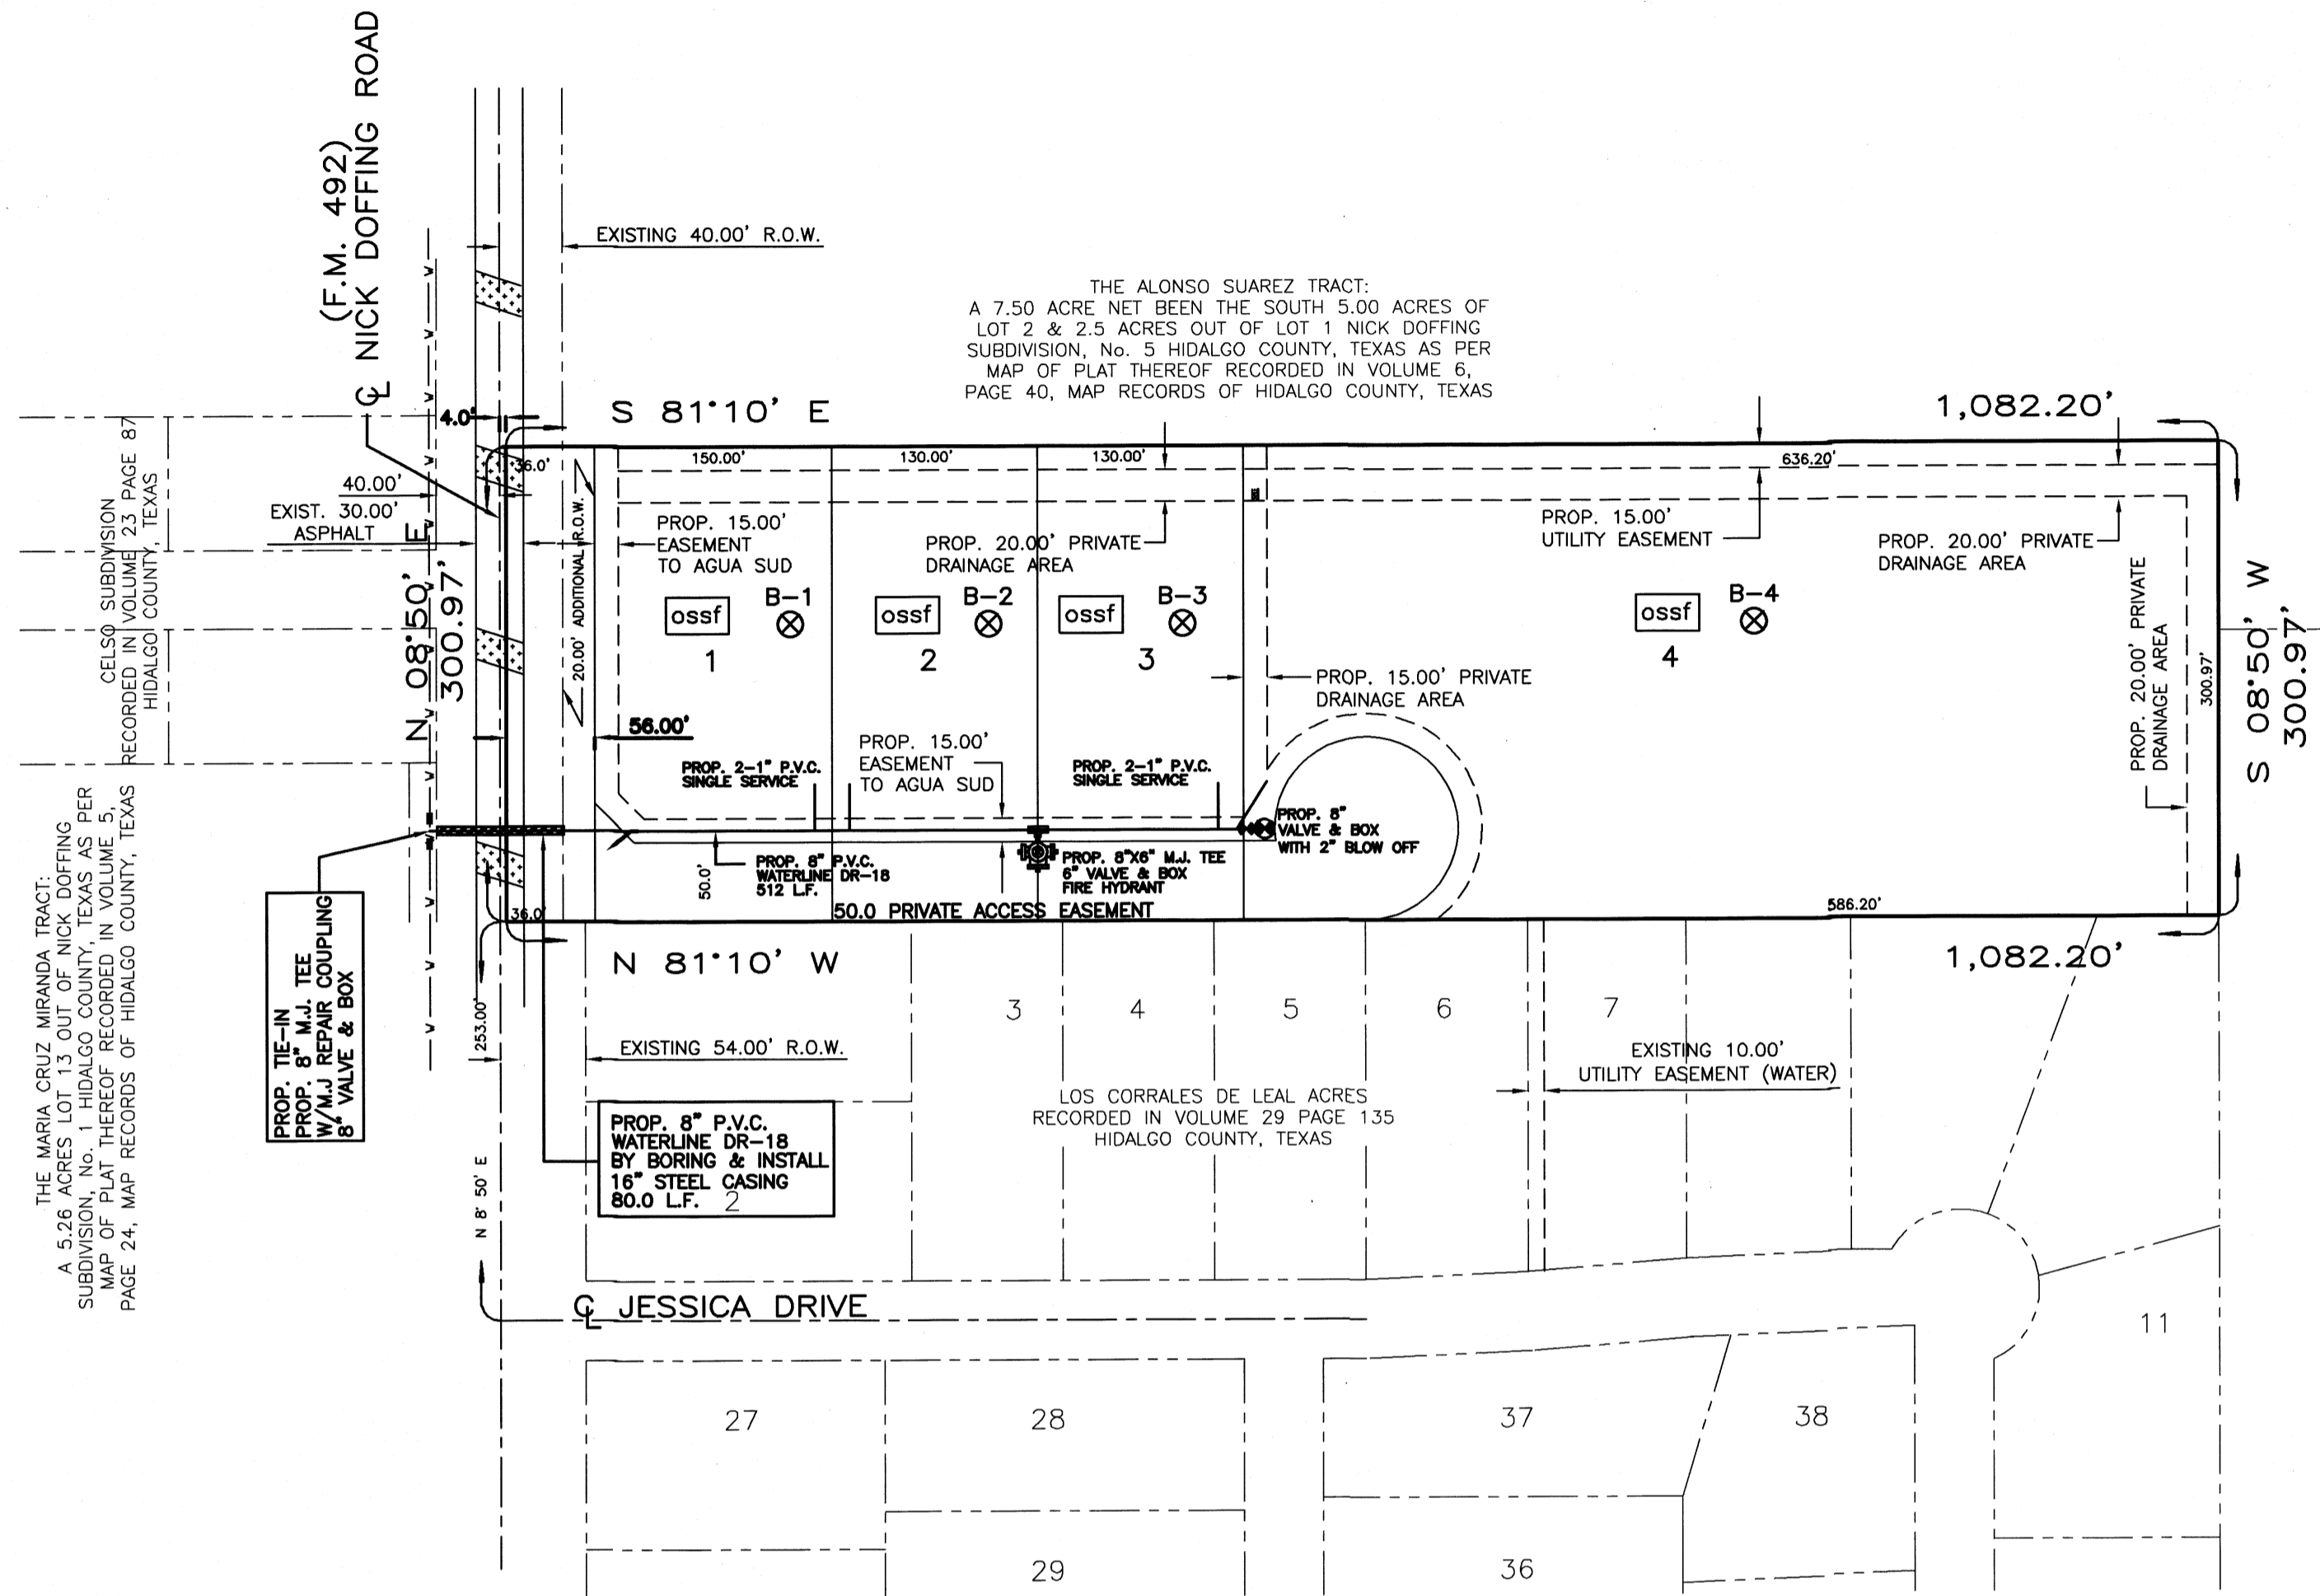 (F.M. 492)
NICK DOFFING ROAD
EXISTING 40.00' R.O.W.
THE ALONSO SUAREZ TRACT:
A 7.50 ACRE NET BEEN THE SOUTH 5.00 ACRES OF
LOT 2 & 2.5 ACRES OUT OF LOT 1 NICK DOFFING
SUBDIVISION, No. 5 HIDALGO COUNTY, TEXAS AS PER
MAP OF PLAT THEREOF RECORDED IN VOLUME 6,
PAGE 40, MAP RECORDS OF HIDALGO COUNTY, TEXAS
4.0'
S 81°10' E
1,082.20'
CELSO SUBDIVISION
RECORDED IN VOLUME 23 PAGE 87
HIDALGO COUNTY, TEXAS
40.00'
EXIST. 30.00'
ASPHALT
36.0'
150.00'
130.00'
130.00'
636.20'
N 08°50' E
300.97'
20.00' ADDITIONAL R.O.W.
PROP. 15.00'
EASEMENT
TO AGUA SUD
PROP. 20.00' PRIVATE
DRAINAGE AREA
PROP. 15.00'
UTILITY EASEMENT
PROP. 20.00' PRIVATE
DRAINAGE AREA
PROP. 20.00' PRIVATE
DRAINAGE AREA
300.97'
S 08°50' W
300.97'
ossf
B-1
1
ossf
B-2
2
ossf
B-3
3
ossf
B-4
4
PROP. 15.00' PRIVATE
DRAINAGE AREA
56.00'
PROP. 2-1" P.V.C.
SINGLE SERVICE
PROP. 15.00'
EASEMENT
TO AGUA SUD
PROP. 2-1" P.V.C.
SINGLE SERVICE
PROP. 8"
VALVE & BOX
WITH 2" BLOW OFF
PROP. 8" P.V.C.
WATERLINE DR-18
512 L.F.
50.0'
PROP. 8"X6" M.J. TEE
6" VALVE & BOX
FIRE HYDRANT
36.0'
50.0 PRIVATE ACCESS EASEMENT
586.20'
N 81°10' W
1,082.20'
THE MARIA CRUZ MIRANDA TRACT:
A 5.26 ACRES LOT 13 OUT OF NICK DOFFING
SUBDIVISION, No. 1 HIDALGO COUNTY, TEXAS AS PER
MAP OF PLAT THEREOF RECORDED IN VOLUME 5,
PAGE 24, MAP RECORDS OF HIDALGO COUNTY, TEXAS
PROP. TIE-IN
PROP. 8" M.J. TEE
W/M.J REPAIR COUPLING
8" VALVE & BOX
253.00'
N 8° 50' E
EXISTING 54.00' R.O.W.
3
4
5
6
7
EXISTING 10.00'
UTILITY EASEMENT (WATER)
LOS CORRALES DE LEAL ACRES
RECORDED IN VOLUME 29 PAGE 135
HIDALGO COUNTY, TEXAS
PROP. 8" P.V.C.
WATERLINE DR-18
BY BORING & INSTALL
16" STEEL CASING
80.0 L.F.
2
JESSICA DRIVE
11
27
28
37
38
29
36